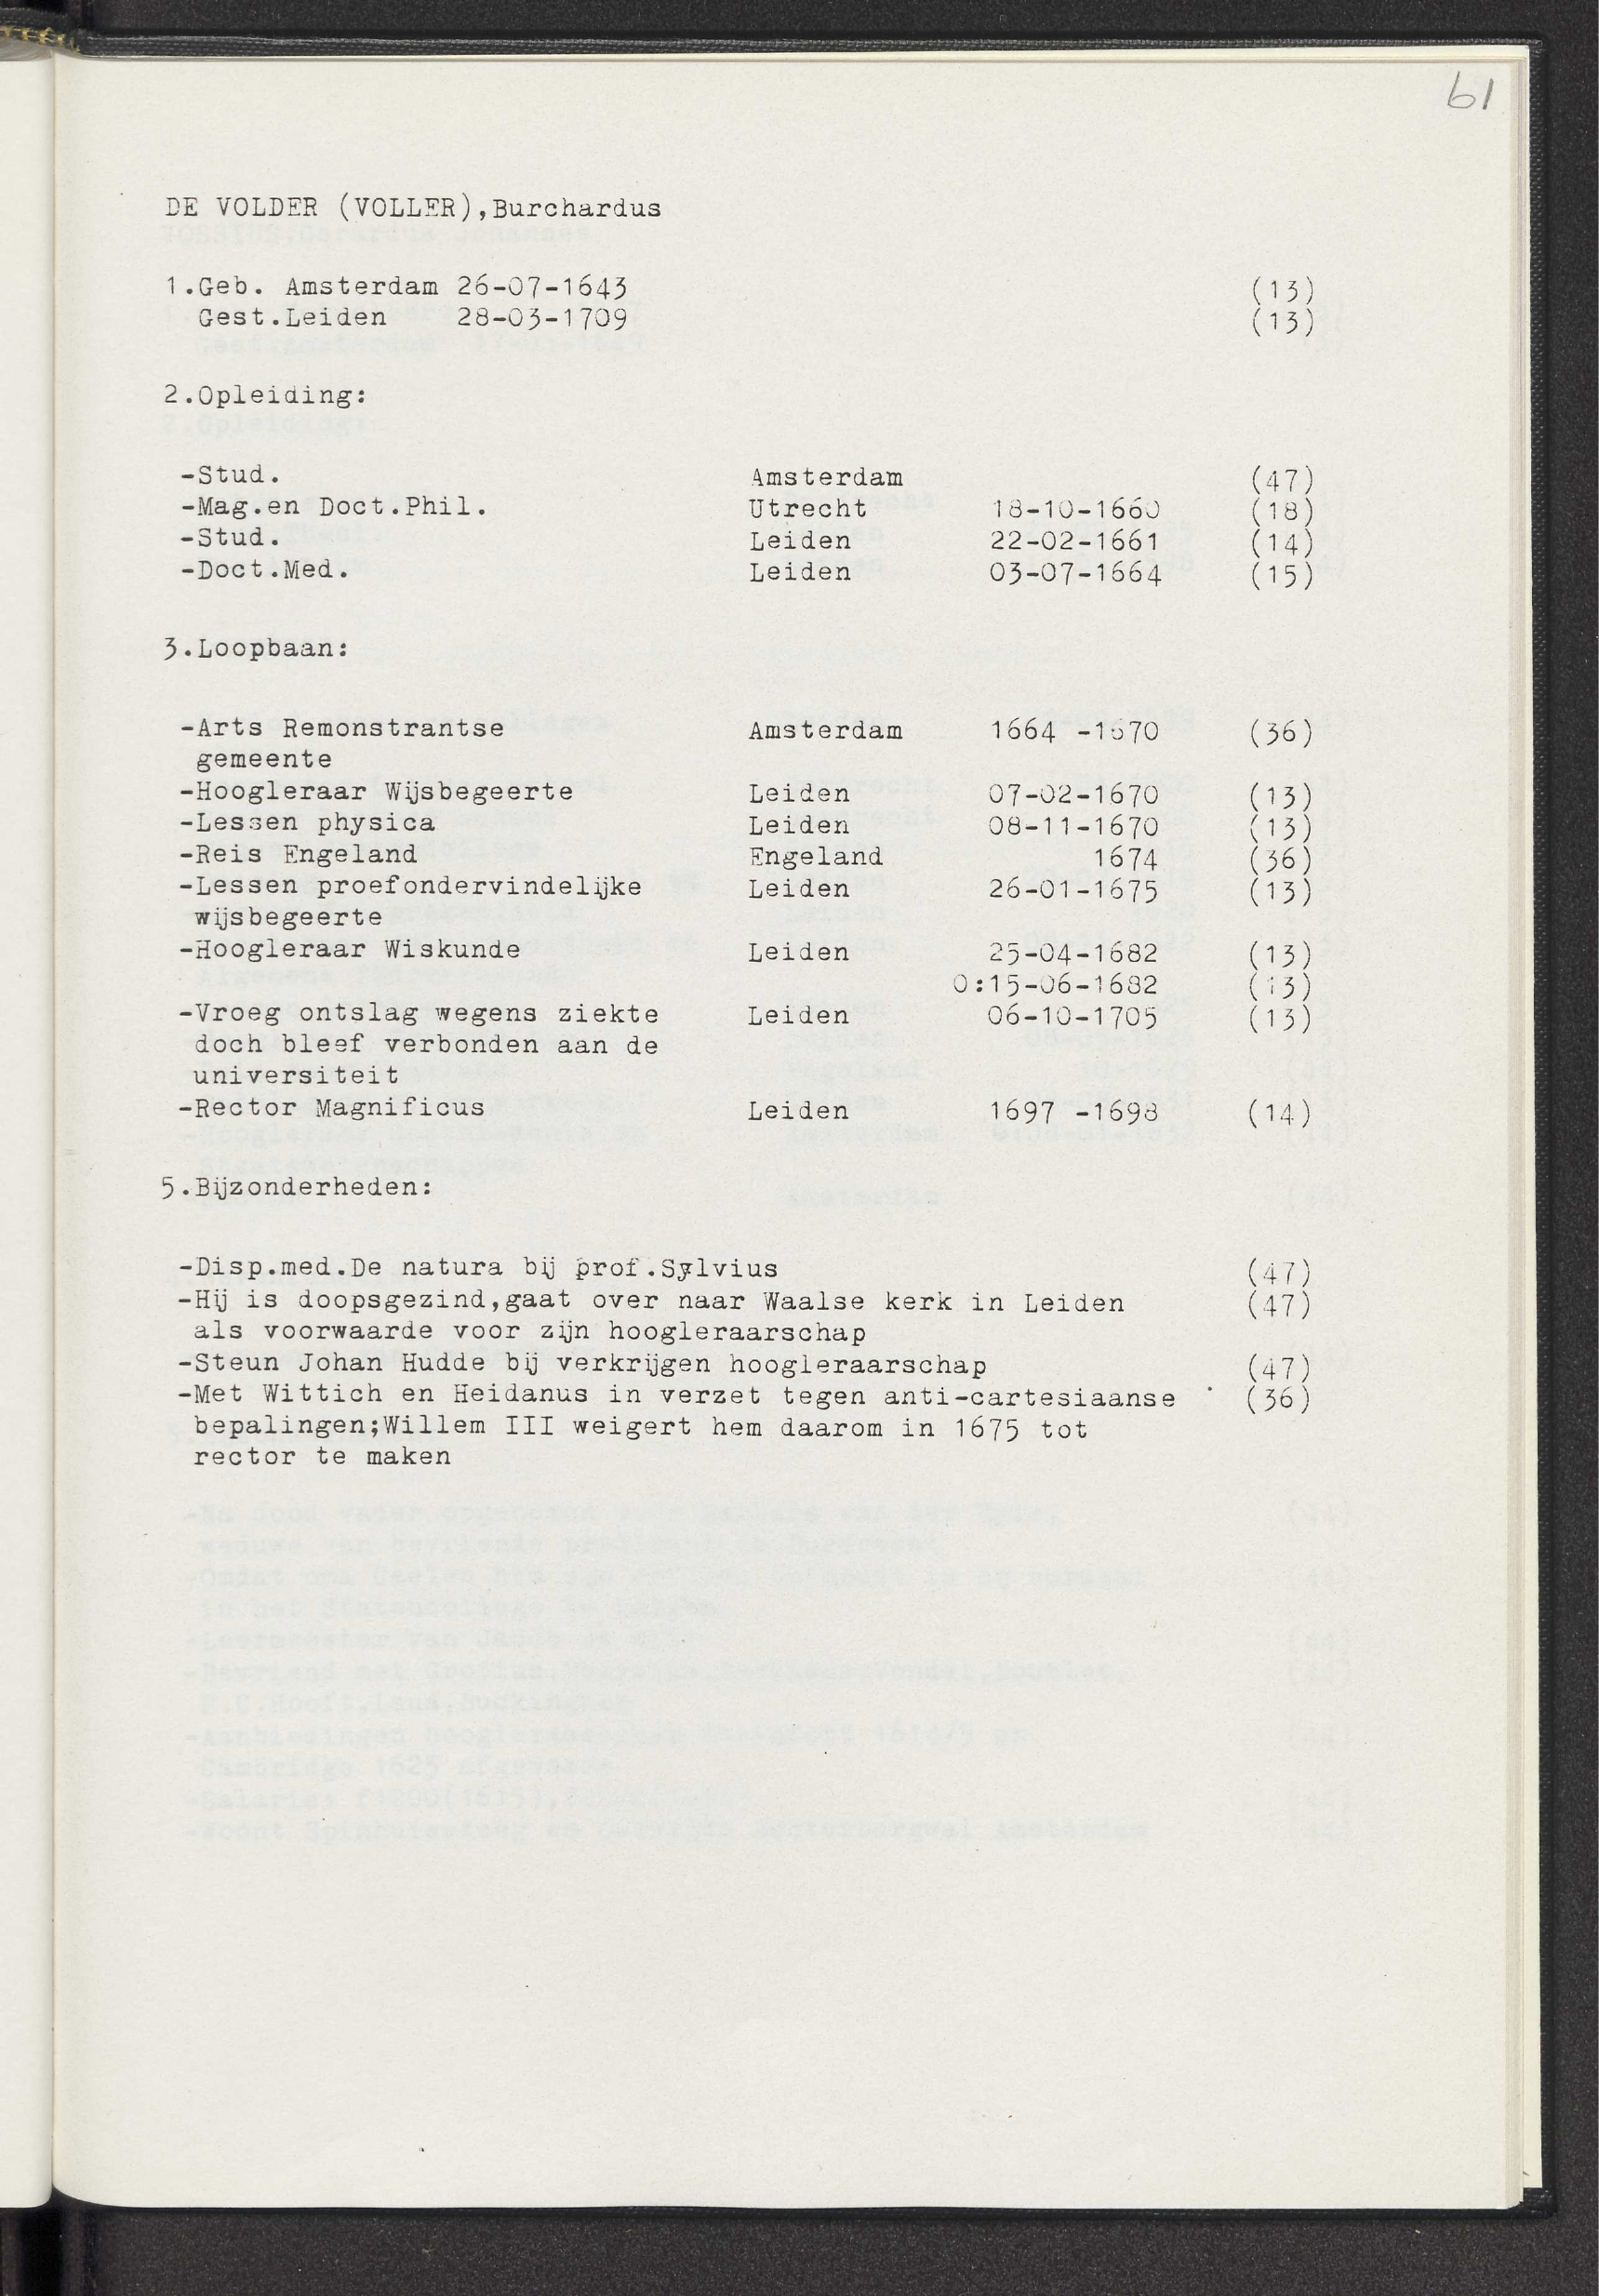 61
DE VOLDER (VOLLER),Burchardus
1.Geb. Amsterdam 26-07-1643 (13)
Gest.Leiden 28-03-1709 (13)
2.Opleiding:
-Stud. Amsterdam (47)
-Mag.en Doct.Phil. Utrecht 18-10-1660 (18)
-Stud. Leiden 22-02-1661 (14)
-Doct.Med. Leiden 03-07-1664 (15)
3.Loopbaan:
-Arts Remonstrantse Amsterdam 1664 -1670 (36)
gemeente
-Hoogleraar Wijsbegeerte Leiden 07-02-1670 (13)
-Lessen physica Leiden 08-11-1670 (13)
-Reis Engeland Engeland 1674 (36)
-Lessen proefondervindelijke Leiden 26-01-1675 (13)
wijsbegeerte
-Hoogleraar Wiskunde Leiden 25-04-1682 (13)
O:15-06-1682 (13)
-Vroeg ontslag wegens ziekte Leiden 06-10-1705 (13)
doch bleef verbonden aan de
universiteit
-Rector Magnificus Leiden 1697 -1698 (14)
5.Bijzonderheden:
-Disp.med.De natura bij prof.Sylvius (47)
-Hij is doopsgezind,gaat over naar Waalse kerk in Leiden (47)
als voorwaarde voor zijn hoogleraarschap
-Steun Johan Hudde bij verkrijgen hoogleraarschap (47)
-Met Wittich en Heidanus in verzet tegen anti-cartesiaanse (36)
bepalingen;Willem III weigert hem daarom in 1675 tot
rector te maken